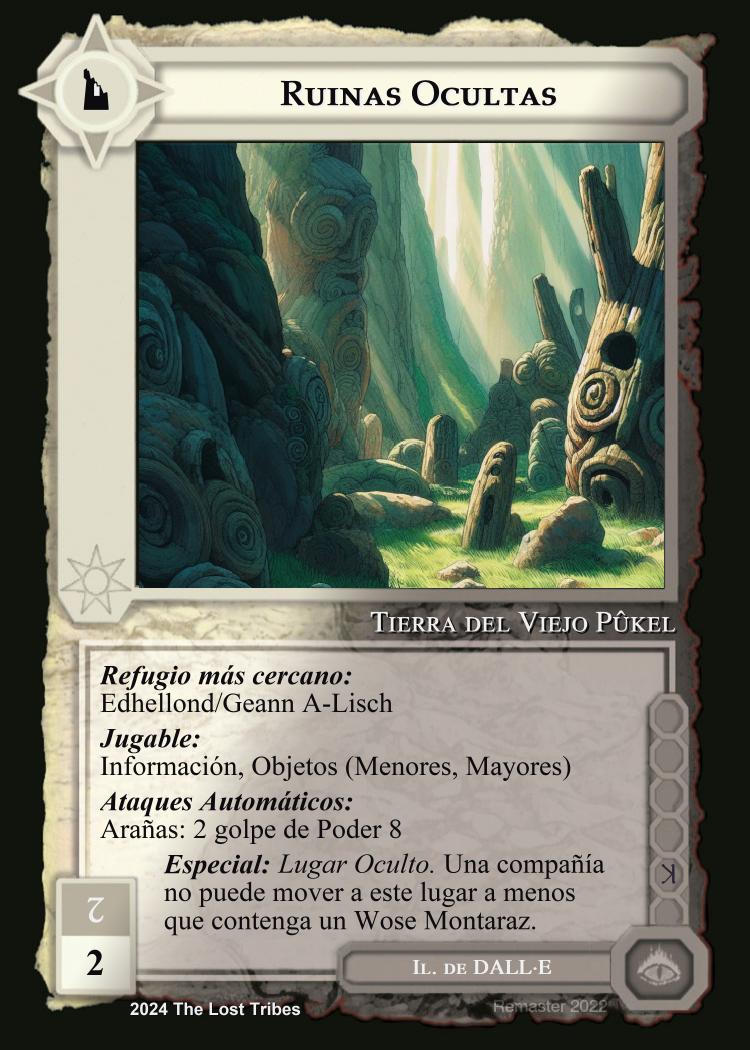 Ruinas Ocultas
Tierra del Viejo Pûkel
Refugio más cercano:
Edhellond/Geann A-Lisch
Jugable:
Información, Objetos (Menores, Mayores)
Ataques Automáticos:
Arañas: 2 golpe de Poder 8
Especial: Lugar Oculto. Una compañía
no puede mover a este lugar a menos
que contenga un Wose Montaraz.
K
2
2
Il. de DALL·E
2024 The Lost Tribes
Remaster 2022